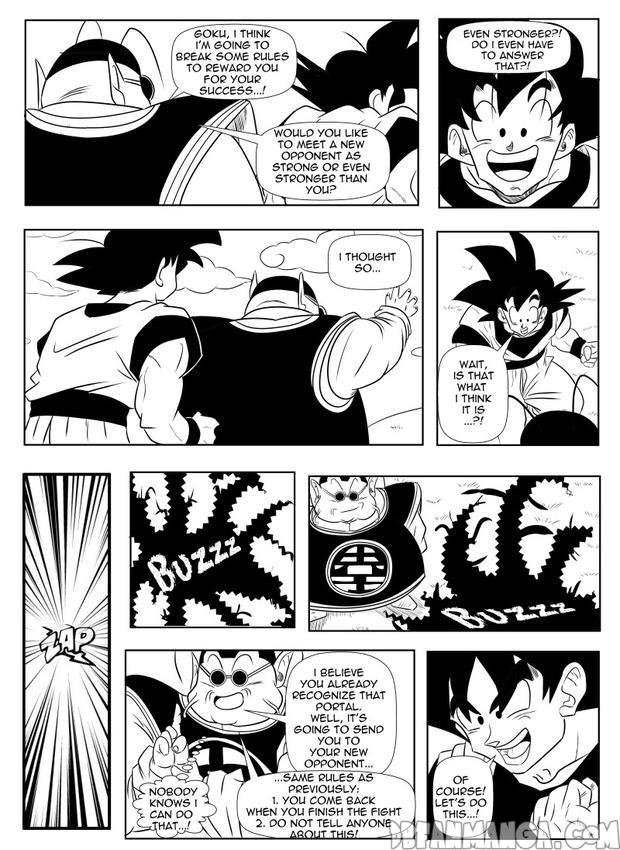 GOKU, I THINK
I'M GOING TO
BREAK SOME RULES
TO REWARD YOU
FOR YOUR
SUCCESS...!
WOULD YOU LIKE
TO MEET A NEW
OPPONENT AS
STRONG OR EVEN
STRONGER THAN
YOU?
EVEN STRONGER?!
DO I EVEN HAVE
TO ANSWER
THAT?!
I THOUGHT
SO...
WAIT,
IS THAT
WHAT
I THINK
IT IS
...?!
ZAP
BUZZZ
BUZZZ
I BELIEVE
YOU ALREADY
RECOGNIZE THAT
PORTAL.
WELL, IT'S
GOING TO SEND
YOU TO
YOUR NEW
OPPONENT...
...SAME RULES AS
PREVIOUSLY:
1. YOU COME BACK
WHEN YOU FINISH THE FIGHT
2. DO NOT TELL ANYONE
ABOUT THIS!
NOBODY
KNOWS I
CAN DO
THAT...!
OF
COURSE!
LET'S DO
THIS...!
DBFANMANGA.COM